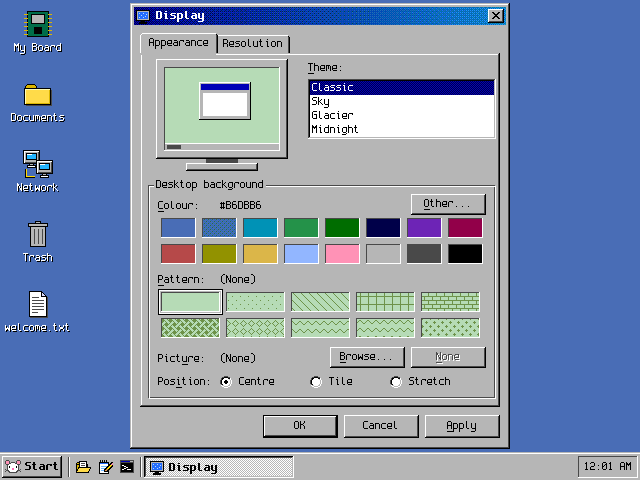 Display
Appearance
Resolution
Theme:
Classic
Sky
Glacier
Midnight
My Board
Documents
Network
Trash
welcome.txt
Desktop background
Colour: #B6DBB6
Other...
Pattern: (None)
Picture: (None)
Browse...
None
Position: Centre Tile Stretch
OK
Cancel
Apply
Start
Display
12:01 AM